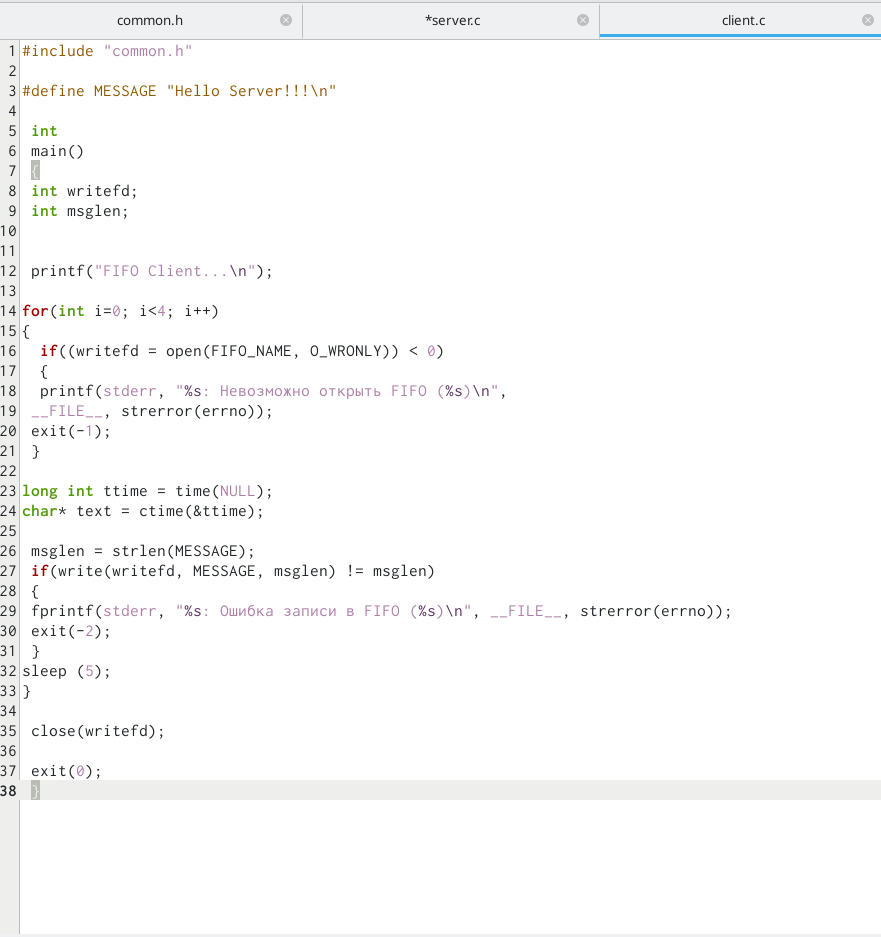 common.h
*server.c
client.c
1 #include "common.h"
2
3 #define MESSAGE "Hello Server!!!\n"
4
5 int
6 main()
7 {
8 int writefd;
9 int msglen;
10
11
12 printf("FIFO Client...\n");
13
14 for(int i=0; i<4; i++)
15 {
16 if((writefd = open(FIFO_NAME, O_WRONLY)) < 0)
17 {
18 printf(stderr, "%s: Невозможно открыть FIFO (%s)\n",
19 __FILE__, strerror(errno));
20 exit(-1);
21 }
22
23 long int ttime = time(NULL);
24 char* text = ctime(&ttime);
25
26 msglen = strlen(MESSAGE);
27 if(write(writefd, MESSAGE, msglen) != msglen)
28 {
29 fprintf(stderr, "%s: Ошибка записи в FIFO (%s)\n", __FILE__, strerror(errno));
30 exit(-2);
31 }
32 sleep (5);
33 }
34
35 close(writefd);
36
37 exit(0);
38 }